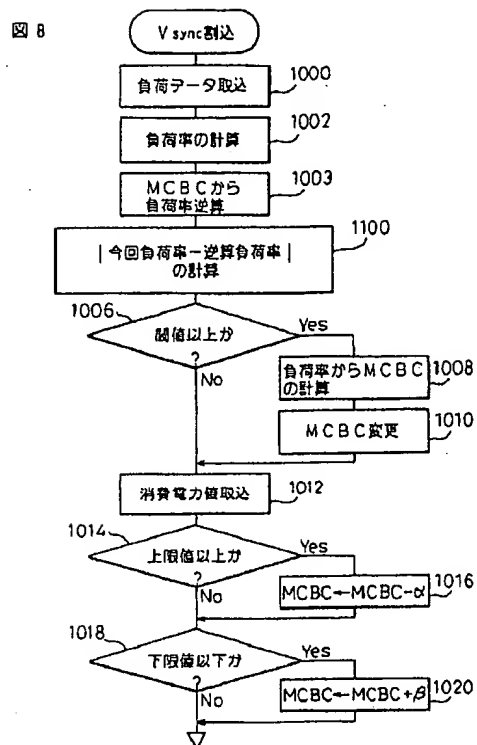 図 8
V sync割込
負荷データ取込
1000
負荷率の計算
1002
MCBCから
負荷率逆算
1003
|今回負荷率－逆算負荷率|
の計算
1100
1006
閾値以上か
?
Yes
No
負荷率からMCBC
の計算
1008
MCBC変更
1010
消費電力値取込
1012
1014
上限値以上か
?
Yes
No
MCBC←MCBC-α
1016
1018
下限値以下か
?
Yes
No
MCBC←MCBC+β
1020